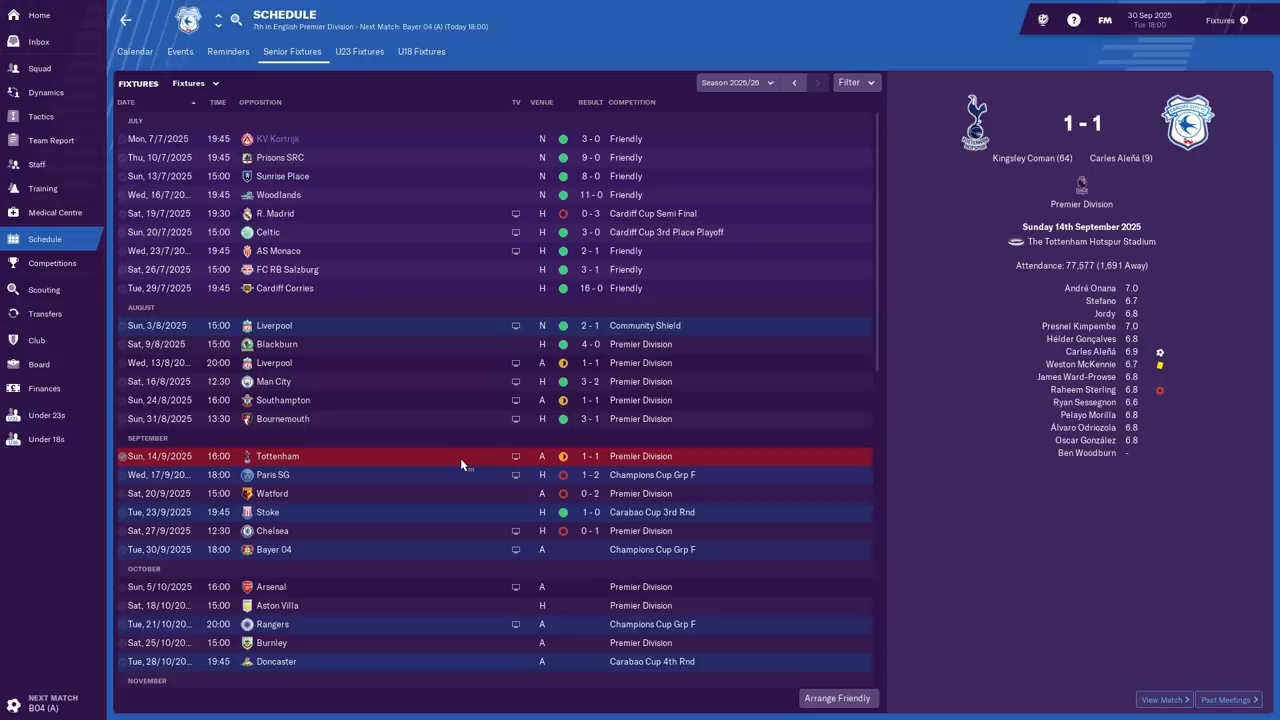 Home
Inbox
Squad
Dynamics
Tactics
Team Report
Staff
Training
Medical Centre
Schedule
Competitions
Scouting
Transfers
Club
Board
Finances
Under 23s
Under 18s
NEXT MATCH
B04 (A)
SCHEDULE
7th in English Premier Division - Next Match: Bayer 04 (A) (Today 18:00)
? FM 30 Sep 2025 Tue 18:00 Fixtures
Calendar Events Reminders Senior Fixtures U23 Fixtures U18 Fixtures
FIXTURES Fixtures Season 2025/26 Filter
DATE TIME OPPOSITION TV VENUE RESULT COMPETITION
JULY
Mon, 7/7/2025 19:45 KV Kortrijk N 3 - 0 Friendly
Thu, 10/7/2025 19:45 Prisons SRC N 9 - 0 Friendly
Sun, 13/7/2025 15:00 Sunrise Place N 8 - 0 Friendly
Wed, 16/7/20... 19:45 Woodlands N 11 - 0 Friendly
Sat, 19/7/2025 19:30 R. Madrid H 0 - 3 Cardiff Cup Semi Final
Sun, 20/7/2025 15:00 Celtic H 3 - 0 Cardiff Cup 3rd Place Playoff
Wed, 23/7/20... 19:45 AS Monaco H 2 - 1 Friendly
Sat, 26/7/2025 15:00 FC RB Salzburg H 3 - 1 Friendly
Tue, 29/7/2025 19:45 Cardiff Corries H 16 - 0 Friendly
AUGUST
Sun, 3/8/2025 15:00 Liverpool N 2 - 1 Community Shield
Sat, 9/8/2025 15:00 Blackburn H 4 - 0 Premier Division
Wed, 13/8/20... 20:00 Liverpool A 1 - 1 Premier Division
Sat, 16/8/2025 12:30 Man City H 3 - 2 Premier Division
Sun, 24/8/2025 16:00 Southampton A 1 - 1 Premier Division
Sun, 31/8/2025 13:30 Bournemouth H 3 - 1 Premier Division
SEPTEMBER
Sun, 14/9/2025 16:00 Tottenham A 1 - 1 Premier Division
Wed, 17/9/20... 18:00 Paris SG H 1 - 2 Champions Cup Grp F
Sat, 20/9/2025 15:00 Watford A 0 - 2 Premier Division
Tue, 23/9/2025 19:45 Stoke H 1 - 0 Carabao Cup 3rd Rnd
Sat, 27/9/2025 12:30 Chelsea H 0 - 1 Premier Division
Tue, 30/9/2025 18:00 Bayer 04 A Champions Cup Grp F
OCTOBER
Sun, 5/10/2025 16:00 Arsenal A Premier Division
Sat, 18/10/20... 15:00 Aston Villa H Premier Division
Tue, 21/10/20... 20:00 Rangers A Champions Cup Grp F
Sat, 25/10/20... 15:00 Burnley A Premier Division
Tue, 28/10/20... 19:45 Doncaster A Carabao Cup 4th Rnd
NOVEMBER
Arrange Friendly
1 - 1
Kingsley Coman (64) Carles Aleñá (9)
Premier Division
Sunday 14th September 2025
The Tottenham Hotspur Stadium
Attendance: 77,577 (1,691 Away)
André Onana 7.0
Stefano 6.7
Jordy 6.8
Presnel Kimpembe 7.0
Hélder Gonçalves 6.8
Carles Aleñá 6.9
Weston McKennie 6.7
James Ward-Prowse 6.8
Raheem Sterling 6.8
Ryan Sessegnon 6.6
Pelayo Morilla 6.8
Álvaro Odriozola 6.8
Oscar González 6.8
Ben Woodburn -
View Match Past Meetings